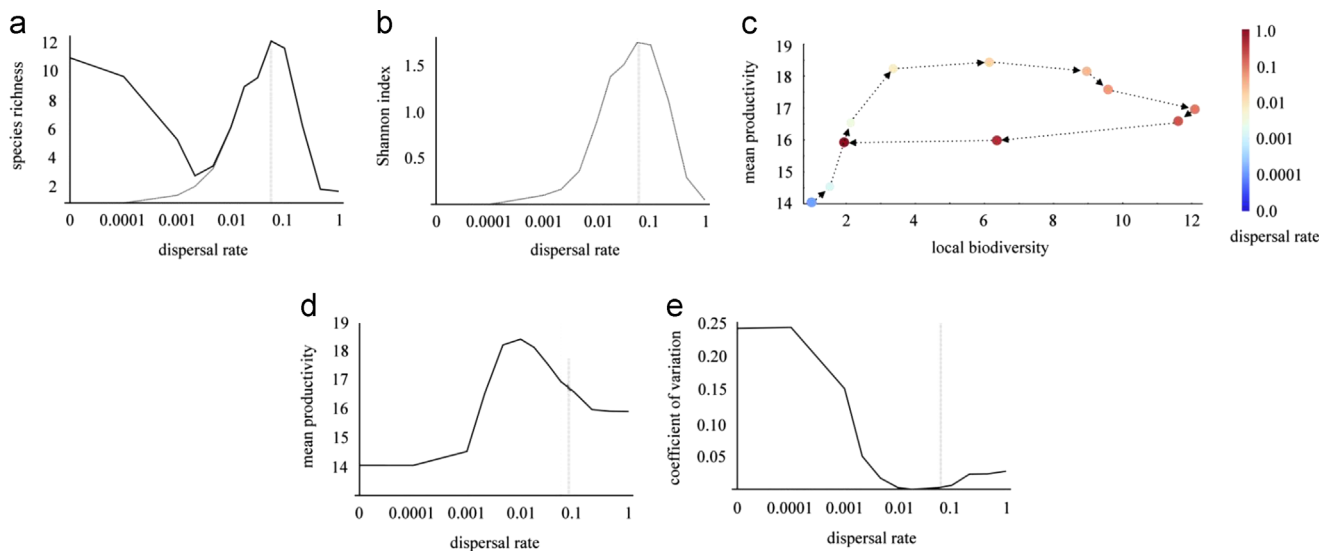 a
species richness
12
10
8
6
4
2
0 0.0001 0.001 0.01 0.1 1
dispersal rate
b
Shannon index
1.5
1.0
0.5
0 0.0001 0.001 0.01 0.1 1
dispersal rate
c
mean productivity
19
18
17
16
15
14
2 4 6 8 10 12
local biodiversity
1.0
0.1
0.01
0.001
0.0001
0.0
dispersal rate
d
mean productivity
19
18
17
16
15
14
13
0 0.0001 0.001 0.01 0.1 1
dispersal rate
e
coefficient of variation
0.25
0.20
0.15
0.10
0.05
0 0.0001 0.001 0.01 0.1 1
dispersal rate